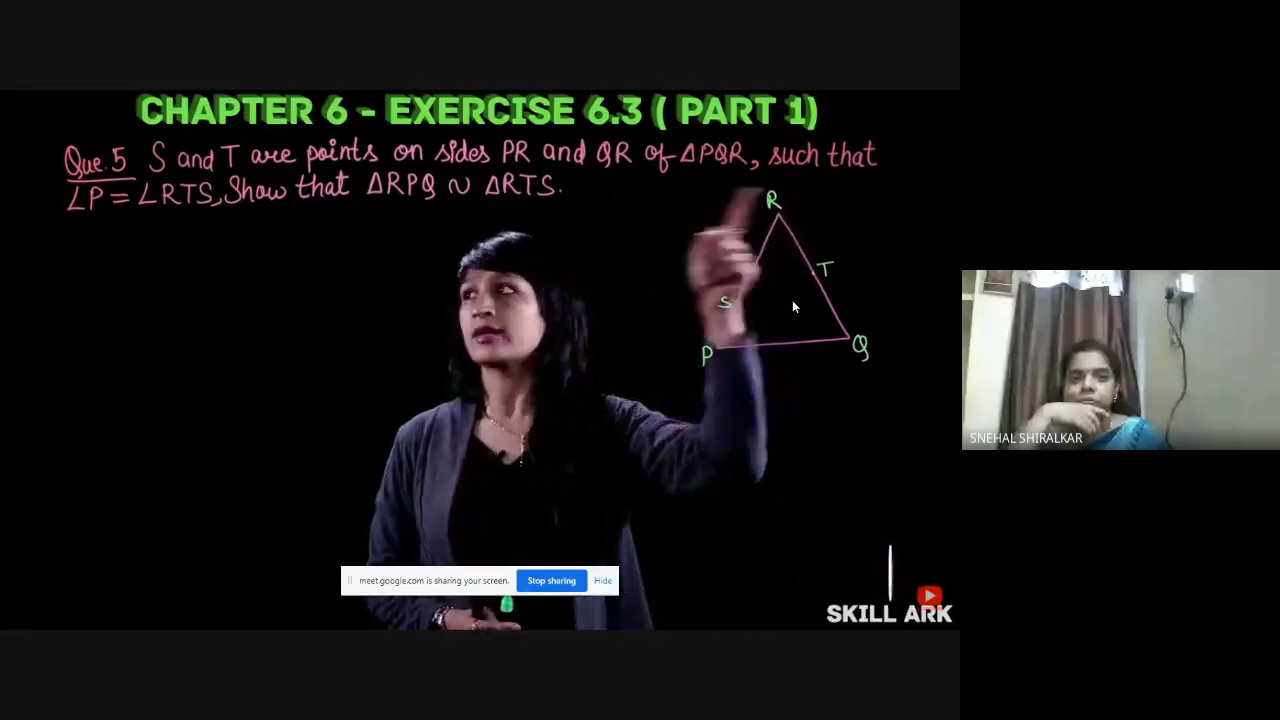 CHAPTER 6 - EXERCISE 6.3 ( PART 1)
Que.5 S and T are points on sides PR and QR of ΔPQR, such that
∠P = ∠RTS, Show that ΔRPQ ~ ΔRTS.
R
T
S
P
Q
SNEHAL SHIRALKAR
meet.google.com is sharing your screen. Stop sharing Hide
SKILL ARK